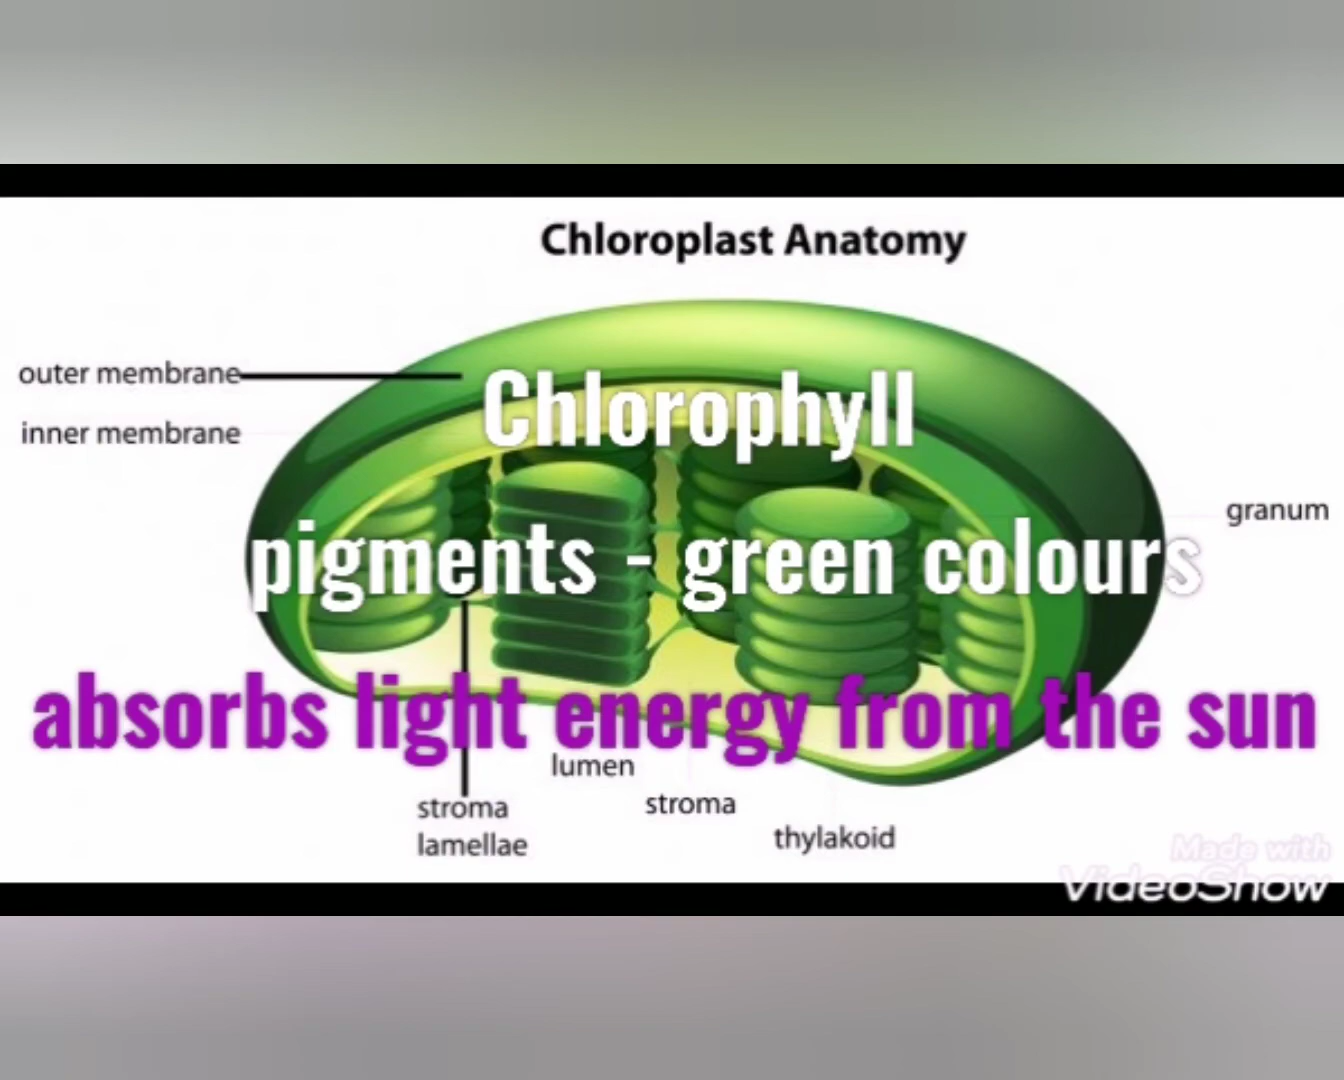 Chloroplast Anatomy
outer membrane
Chlorophyll
inner membrane
granum
pigments - green colours
absorbs light energy from the sun
lumen
stroma
stroma
lamellae
thylakoid
Made with
VideoShow